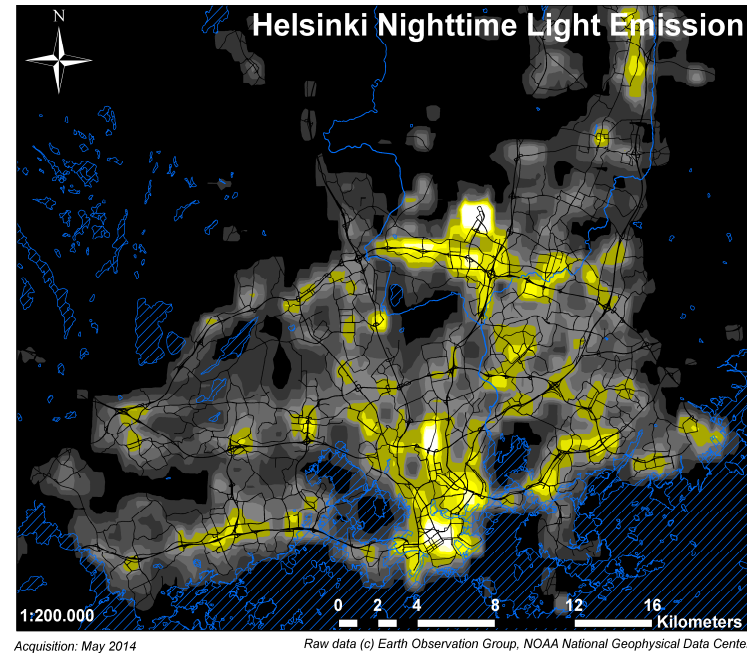 Helsinki Nighttime Light Emission
N
1:200.000
0 2 4 8 12 16
Kilometers
Acquisition: May 2014
Raw data (c) Earth Observation Group, NOAA National Geophysical Data Cente